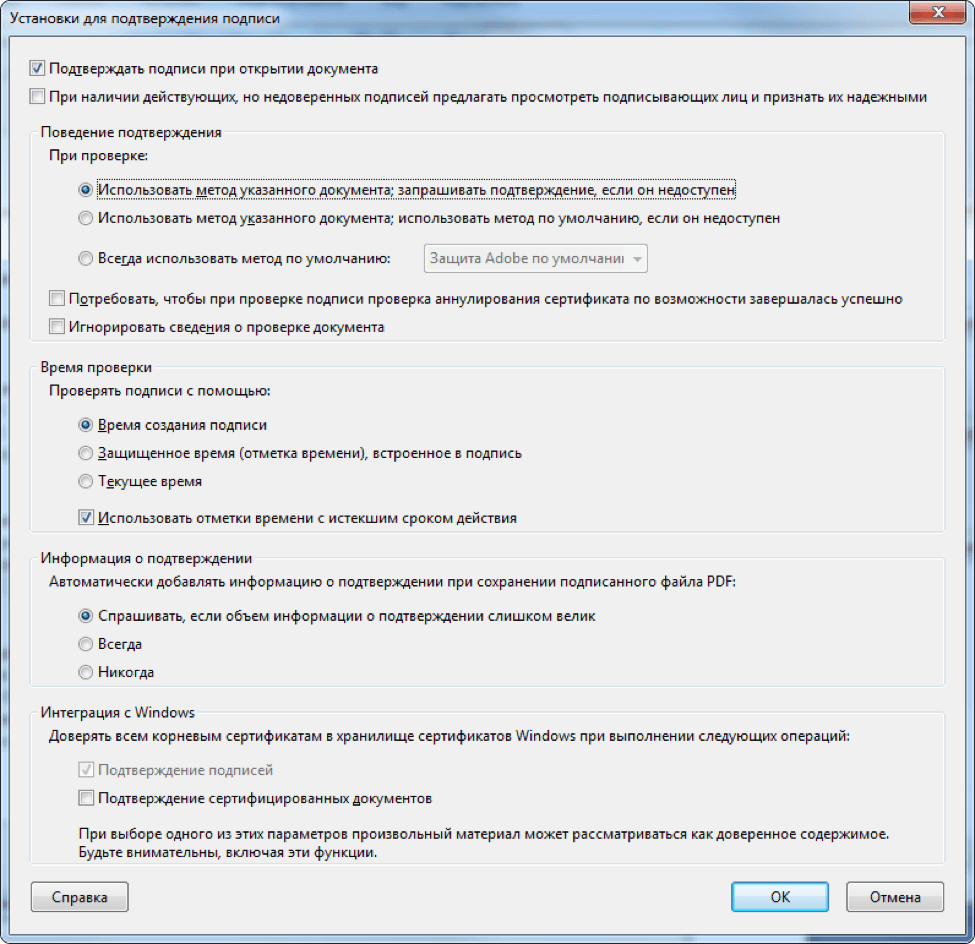 Установки для подтверждения подписи
Подтверждать подписи при открытии документа
При наличии действующих, но недоверенных подписей предлагать просмотреть подписывающих лиц и признать их надежными
Поведение подтверждения
При проверке:
Использовать метод указанного документа; запрашивать подтверждение, если он недоступен
Использовать метод указанного документа; использовать метод по умолчанию, если он недоступен
Всегда использовать метод по умолчанию: Защита Adobe по умолчани
Потребовать, чтобы при проверке подписи проверка аннулирования сертификата по возможности завершалась успешно
Игнорировать сведения о проверке документа
Время проверки
Проверять подписи с помощью:
Время создания подписи
Защищенное время (отметка времени), встроенное в подпись
Текущее время
Использовать отметки времени с истекшим сроком действия
Информация о подтверждении
Автоматически добавлять информацию о подтверждении при сохранении подписанного файла PDF:
Спрашивать, если объем информации о подтверждении слишком велик
Всегда
Никогда
Интеграция с Windows
Доверять всем корневым сертификатам в хранилище сертификатов Windows при выполнении следующих операций:
Подтверждение подписей
Подтверждение сертифицированных документов
При выборе одного из этих параметров произвольный материал может рассматриваться как доверенное содержимое.
Будьте внимательны, включая эти функции.
Справка OK Отмена